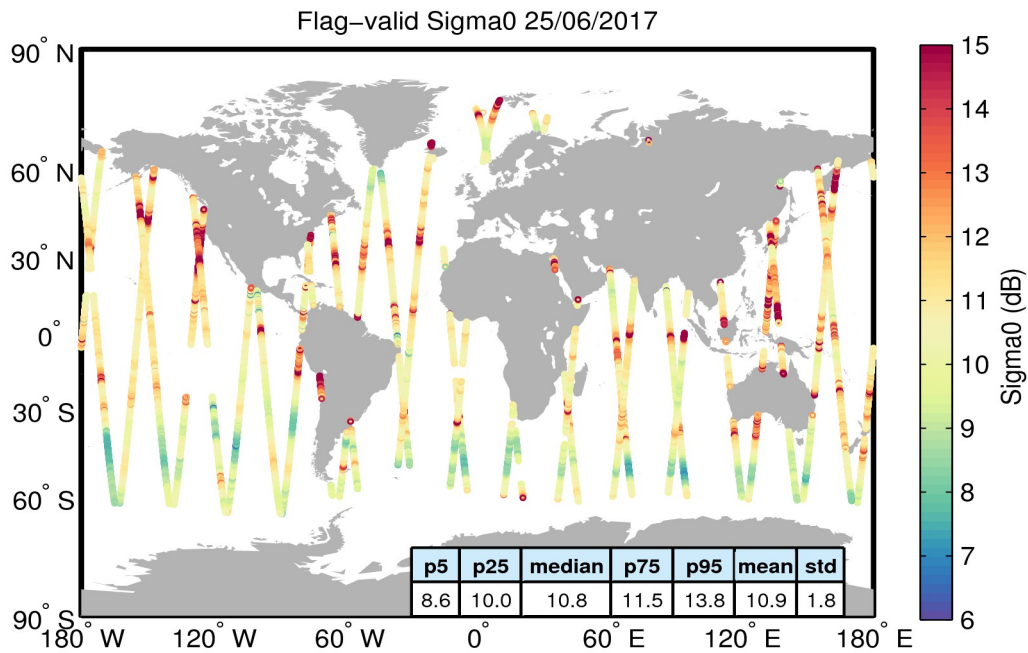 Flag−valid Sigma0 25/06/2017
90° N
60° N
30° N
0°
30° S
60° S
90° S
180° W
120° W
60° W
0°
60° E
120° E
180° E
p5 p25 median p75 p95 mean std
8.6 10.0 10.8 11.5 13.8 10.9 1.8
15
14
13
12
11
10
9
8
7
6
Sigma0 (dB)